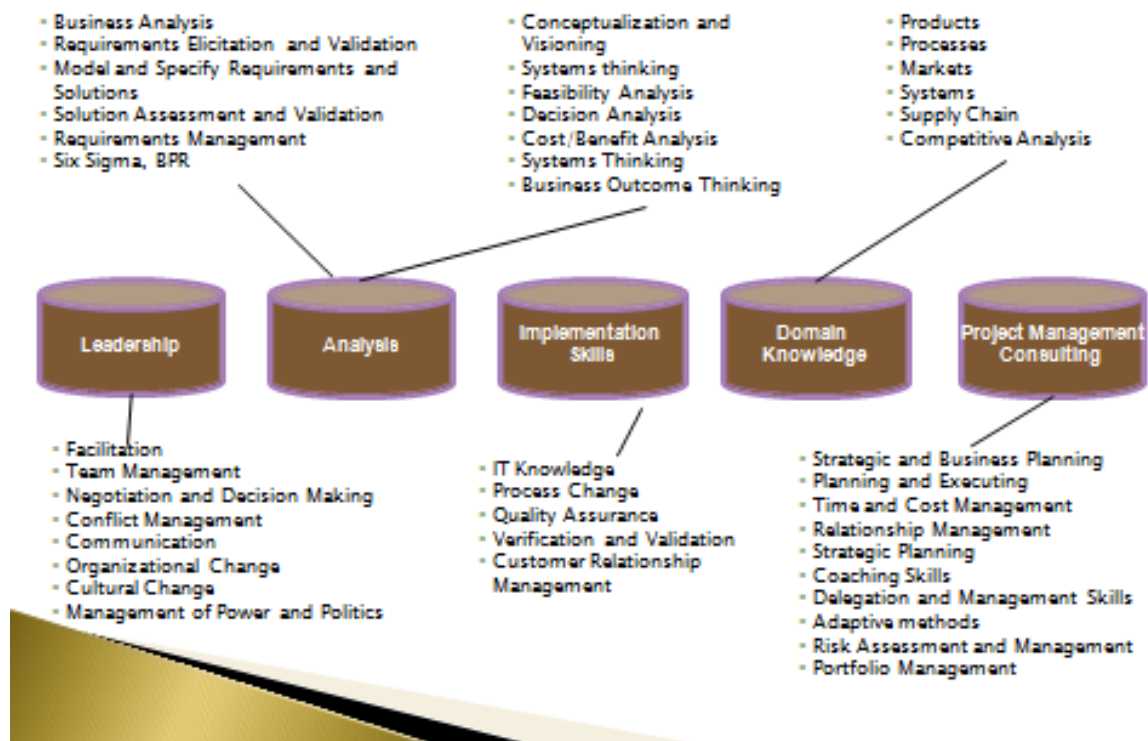 ▪ Business Analysis
▪ Requirements Elicitation and Validation
▪ Model and Specify Requirements and
Solutions
▪ Solution Assessment and Validation
▪ Requirements Management
▪ Six Sigma, BPR
▪ Conceptualization and
Visioning
▪ Systems thinking
▪ Feasibility Analysis
▪ Decision Analysis
▪ Cost/Benefit Analysis
▪ Systems Thinking
▪ Business Outcome Thinking
▪ Products
▪ Processes
▪ Markets
▪ Systems
▪ Supply Chain
▪ Competitive Analysis
Leadership
Analysis
Implementation
Skills
Domain
Knowledge
Project Management
Consulting
▪ Facilitation
▪ Team Management
▪ Negotiation and Decision Making
▪ Conflict Management
▪ Communication
▪ Organizational Change
▪ Cultural Change
▪ Management of Power and Politics
▪ IT Knowledge
▪ Process Change
▪ Quality Assurance
▪ Verification and Validation
▪ Customer Relationship
Management
▪ Strategic and Business Planning
▪ Planning and Executing
▪ Time and Cost Management
▪ Relationship Management
▪ Strategic Planning
▪ Coaching Skills
▪ Delegation and Management Skills
▪ Adaptive methods
▪ Risk Assessment and Management
▪ Portfolio Management